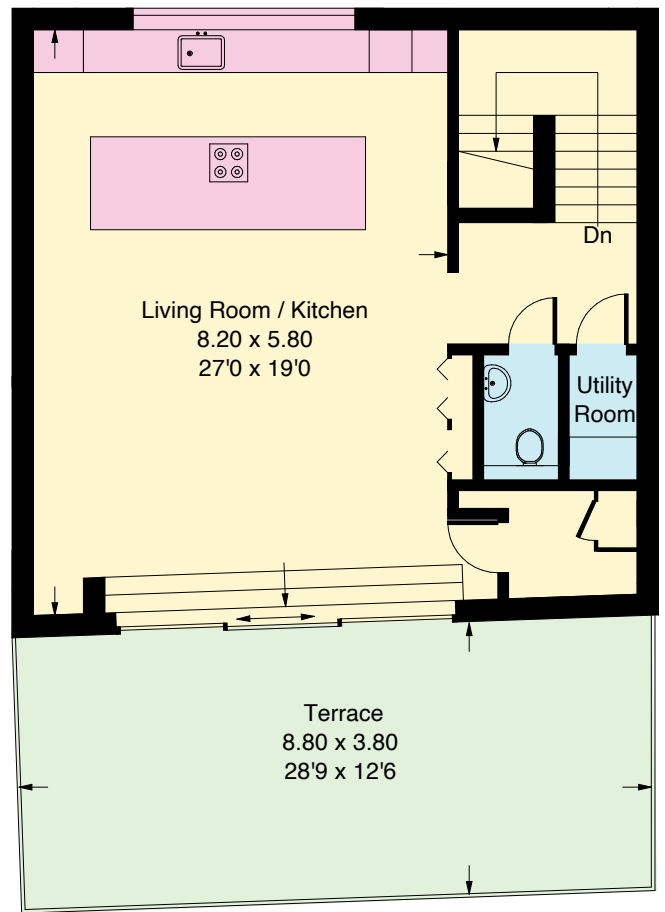 Dn
Living Room / Kitchen
8.20 x 5.80
27'0 x 19'0
Utility
Room
Terrace
8.80 x 3.80
28'9 x 12'6